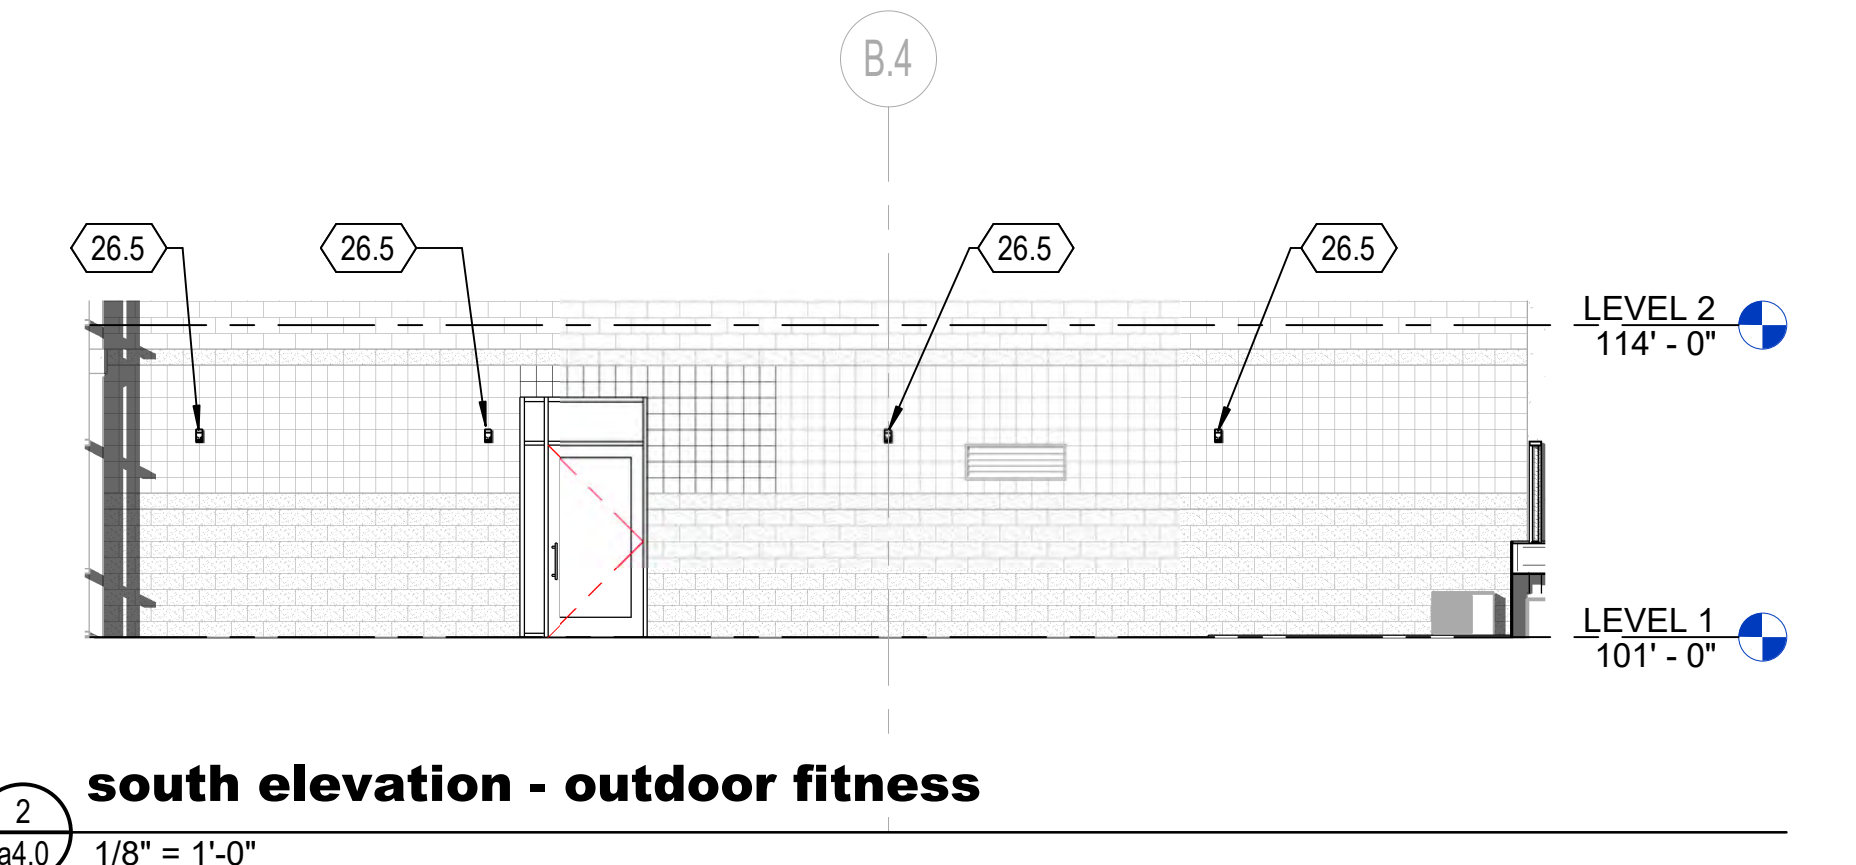 B.4
26.5
26.5
26.5
26.5
LEVEL 2
114' - 0"
LEVEL 1
101' - 0"
south elevation - outdoor fitness
2
a4.0
1/8" = 1'-0"